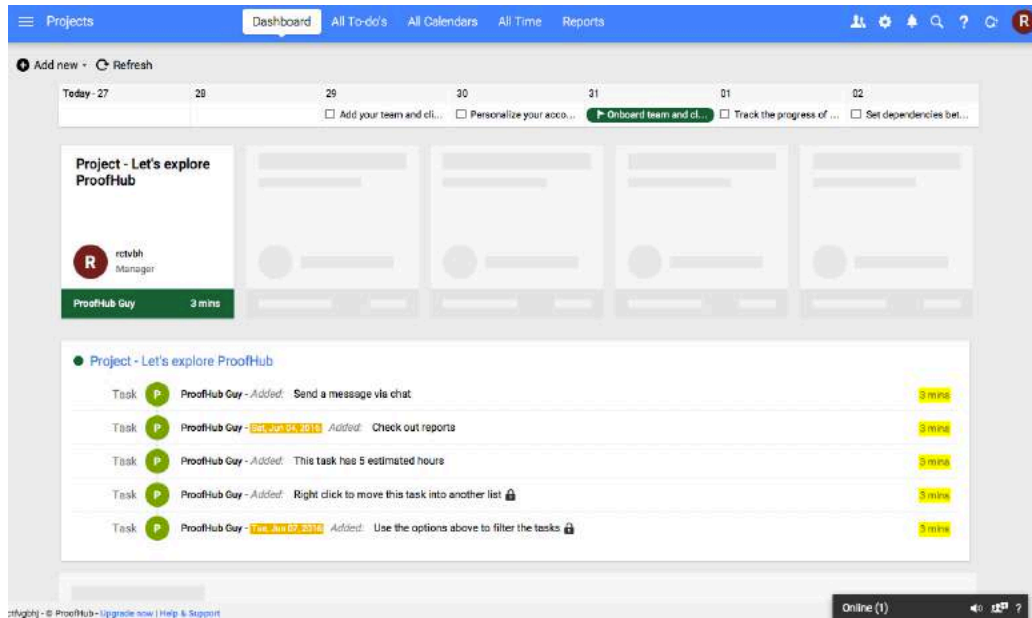 Projects Dashboard All To-do's All Calendars All Time Reports ? R
Add new Refresh
Today - 27 28 29 30 31 01 02
Add your team and cli... Personalize your acco... Onboard team and cl... Track the progress of ... Set dependencies bet...
Project - Let's explore
ProofHub
R rctvbh
Manager
ProofHub Guy 3 mins
Project - Let's explore ProofHub
Task P ProofHub Guy - Added: Send a message via chat 3 mins
Task P ProofHub Guy - Sat, Jun 04, 2016 Added: Check out reports 3 mins
Task P ProofHub Guy - Added: This task has 5 estimated hours 3 mins
Task P ProofHub Guy - Added: Right click to move this task into another list 3 mins
Task P ProofHub Guy - Tue, Jun 07, 2016 Added: Use the options above to filter the tasks 3 mins
- © ProofHub - Upgrade now | Help & Support Online (1) ?